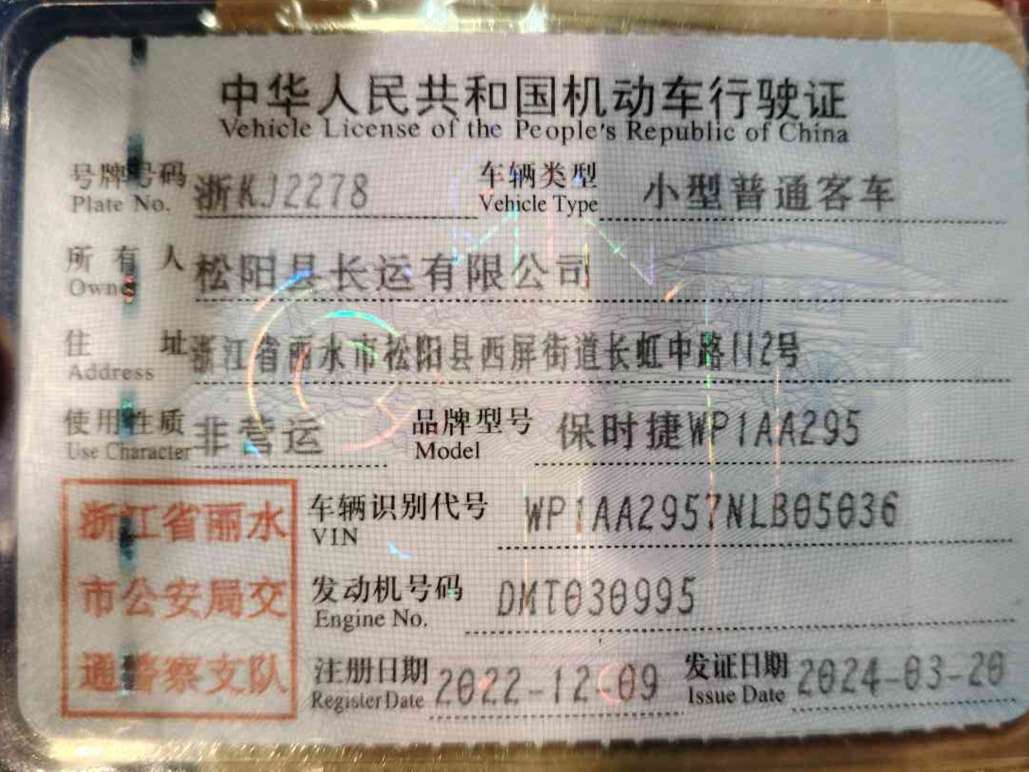 中华人民共和国机动车行驶证
Vehicle License of the People's Republic of China
号牌号码 浙KJ2278 车辆类型 小型普通客车
Plate No. Vehicle Type
所有人 松阳县长运有限公司
Owner
住址 浙江省丽水市松阳县西屏街道长虹中路112号
Address
使用性质 非营运 品牌型号 保时捷WP1AA295
Use Character Model
浙江省丽水 车辆识别代号 WP1AA2957NLB05036
VIN
市公安局交 发动机号码 DMT030995
Engine No.
通警察支队 注册日期 2022-12-09 发证日期 2024-03-20
Register Date Issue Date